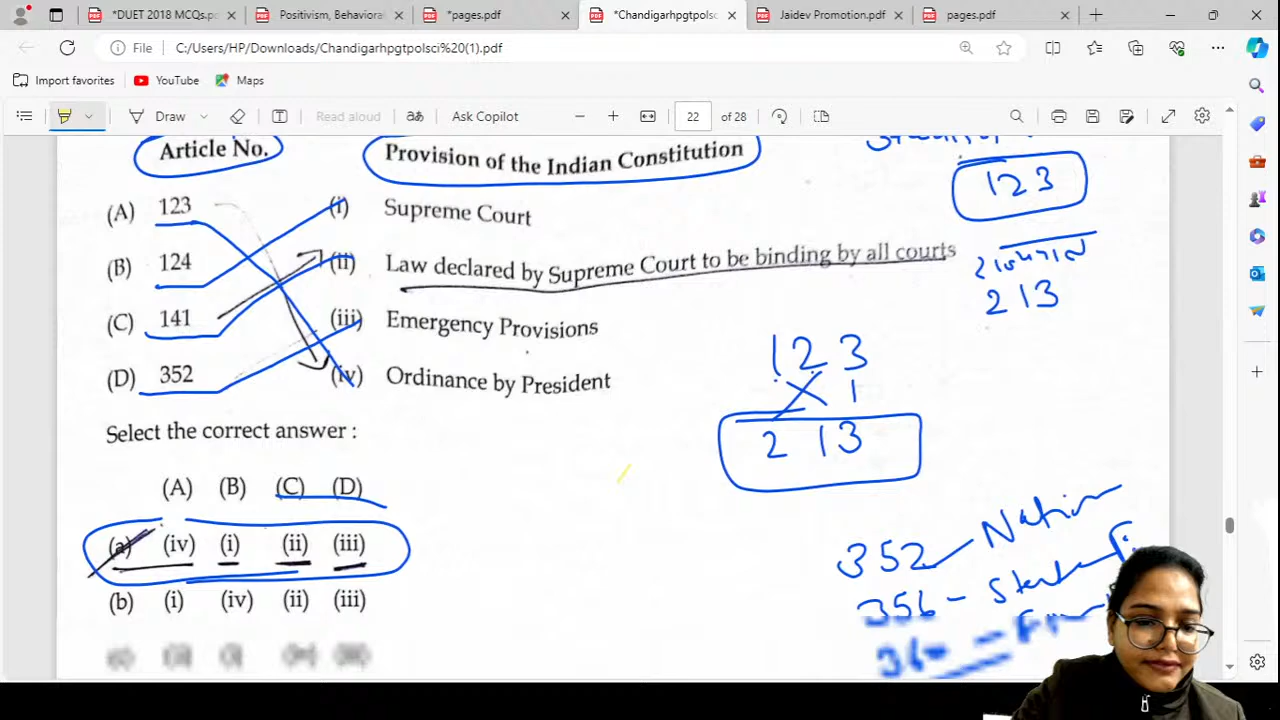 *DUET 2018 MCQs.pc
Positivism, Behaviora
*pages.pdf
*Chandigarhpgtpolsci
Jaidev Promotion.pdf
pages.pdf
File C:/Users/HP/Downloads/Chandigarhpgtpolsci%20(1).pdf
Import favorites YouTube Maps
Draw Read aloud Ask Copilot 22 of 28
Article No. Provision of the Indian Constitution
(A) 123 (i) Supreme Court
(B) 124 (ii) Law declared by Supreme Court to be binding by all courts
(C) 141 (iii) Emergency Provisions
(D) 352 (iv) Ordinance by President
Select the correct answer :
(A) (B) (C) (D)
(a) (iv) (i) (ii) (iii)
(b) (i) (iv) (ii) (iii)
123
213
123
1
213
352 - Nation
356 -
360 =